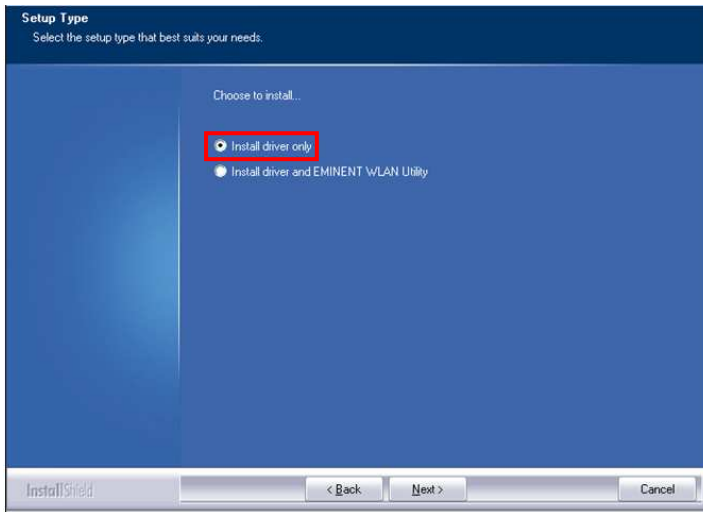 Setup Type
Select the setup type that best suits your needs.
Choose to install...
Install driver only
Install driver and EMINENT WLAN Utility
InstallShield
< Back Next > Cancel